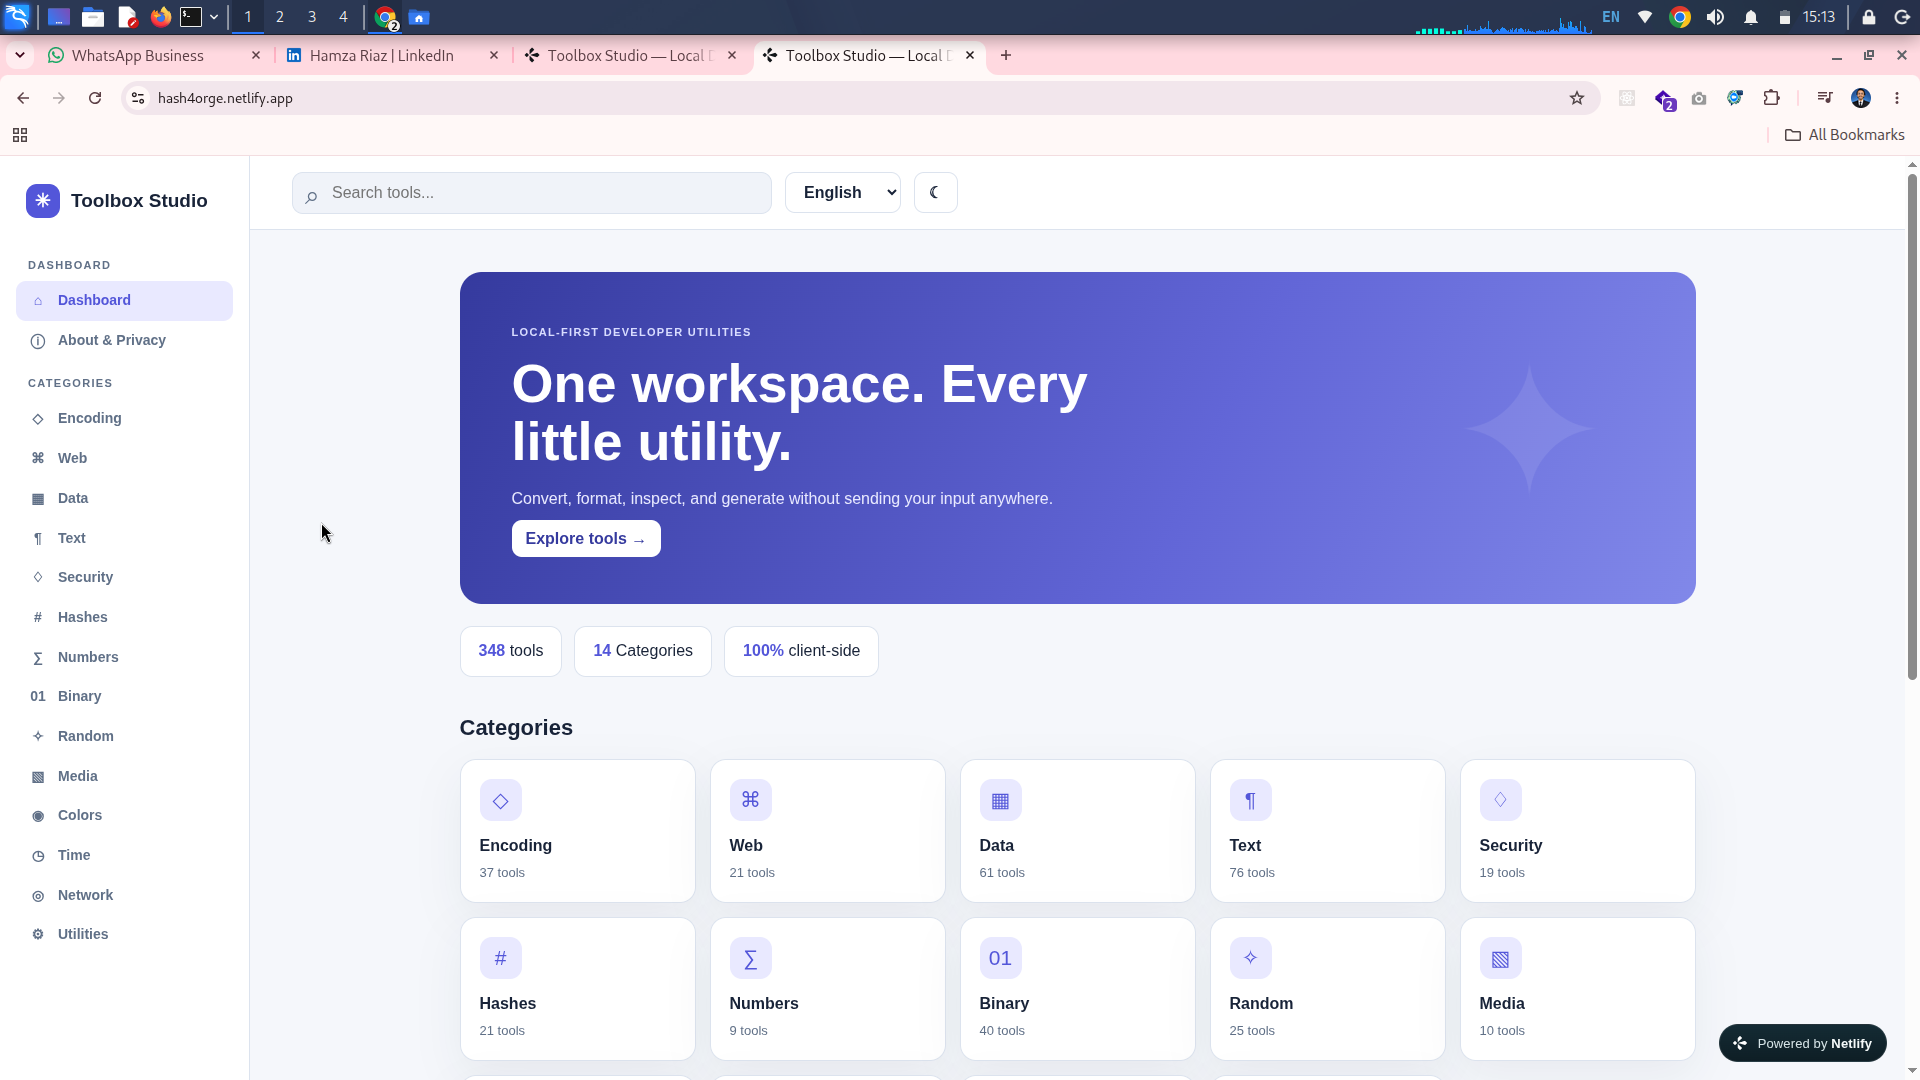 1 2 3 4 2 EN 15:13
WhatsApp Business
Hamza Riaz | LinkedIn
Toolbox Studio — Local
Toolbox Studio — Local
hash4orge.netlify.app
2
All Bookmarks
Toolbox Studio
Search tools...
English
DASHBOARD
Dashboard
About & Privacy
CATEGORIES
Encoding
Web
Data
Text
Security
# Hashes
∑ Numbers
01 Binary
Random
Media
Colors
Time
Network
Utilities
LOCAL-FIRST DEVELOPER UTILITIES
One workspace. Every
little utility.
Convert, format, inspect, and generate without sending your input anywhere.
Explore tools →
348 tools
14 Categories
100% client-side
Categories
Encoding
37 tools
Web
21 tools
Data
61 tools
¶
Text
76 tools
Security
19 tools
#
Hashes
21 tools
∑
Numbers
9 tools
01
Binary
40 tools
Random
25 tools
Media
10 tools
Powered by Netlify